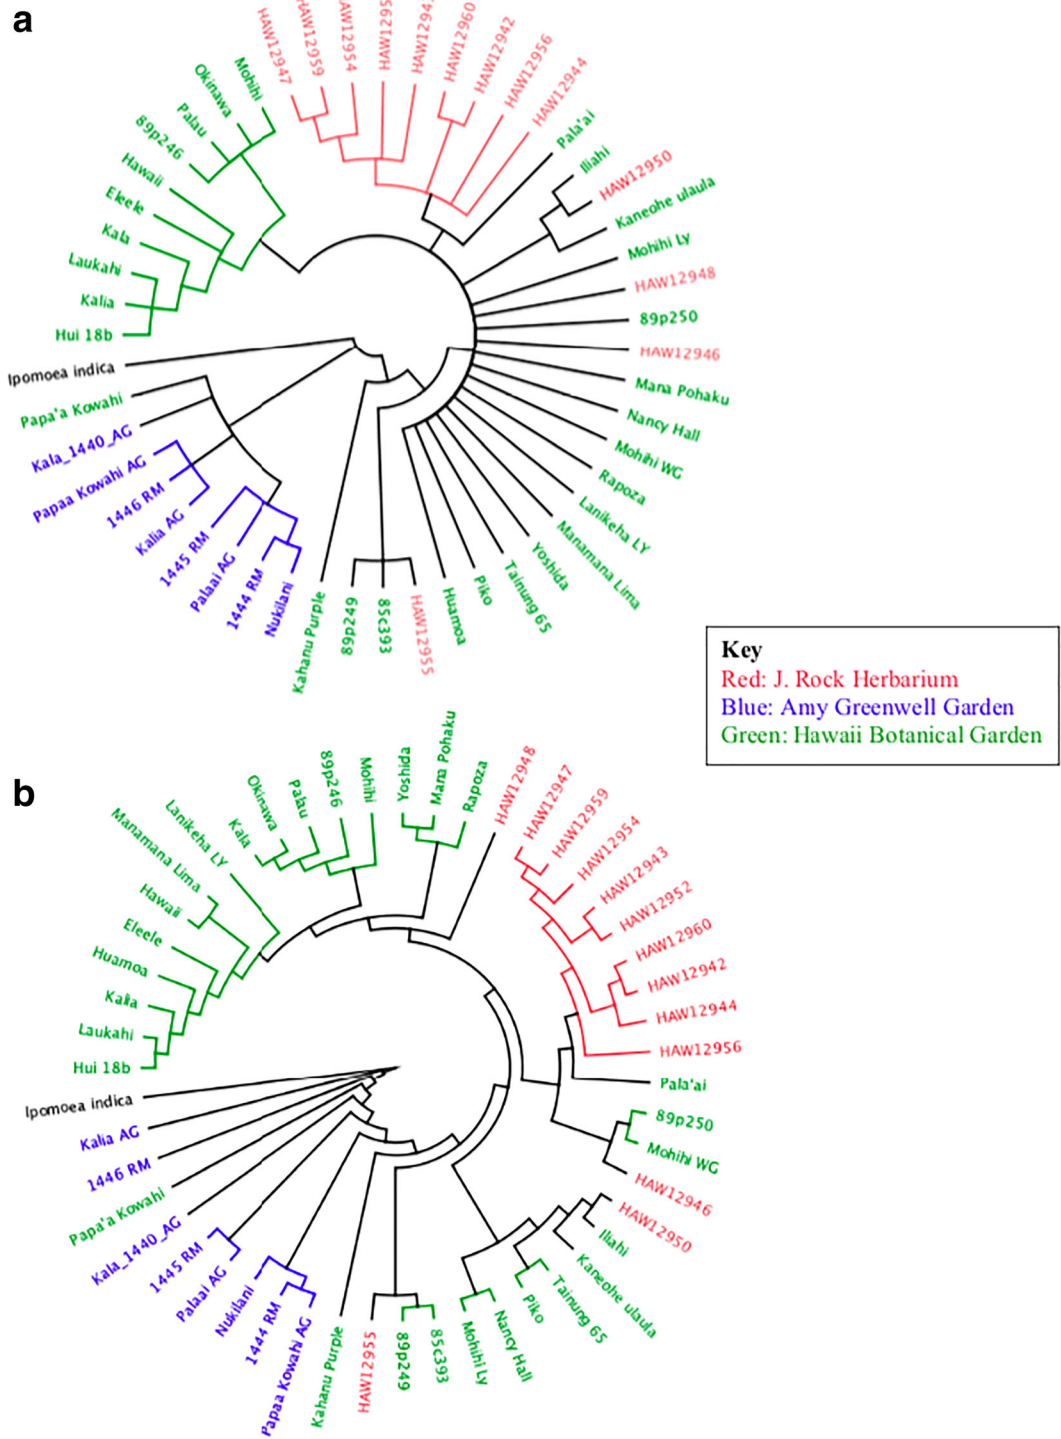 a
HAW12947
HAW12959
HAW12954
HAW12960
HAW12942
HAW12956
HAW12944
Pala'ai
Iliahi
HAW12950
Kaneohe ulaula
Mohihi Ly
HAW12948
89p250
HAW12946
Mana Pohaku
Nancy Hall
Mohihi WG
Rapoza
Lanikeha LY
Manamana Lima
Yoshida
Tainung 65
Piko
Huamoa
HAW12955
85c393
89p249
Kahanu Purple
Nukilani
1444 RM
Palaai AG
1445 RM
Kalia AG
1446 RM
Papaa Kowahi AG
Kala_1440_AG
Papa'a Kowahi
Ipomoea indica
Hui 18b
Kalia
Laukahi
Kala
Eleele
Hawaii
89p246
Palau
Okinawa
Mohihi
Key
Red: J. Rock Herbarium
Blue: Amy Greenwell Garden
Green: Hawaii Botanical Garden
b
Yoshida
Mana Pohaku
Rapoza
HAW12948
HAW12947
HAW12959
HAW12954
HAW12943
HAW12952
HAW12960
HAW12942
HAW12944
HAW12956
Pala'ai
89p250
Mohihi WG
HAW12946
HAW12950
Iliahi
Kaneohe ulaula
Tainung 65
Piko
Nancy Hall
Mohihi Ly
85c393
89p249
HAW12955
Kahanu Purple
Papaa Kowahi AG
1444 RM
Nukilani
Palaai AG
1445 RM
Kala_1440_AG
Papa'a Kowahi
1446 RM
Kalia AG
Ipomoea indica
Hui 18b
Laukahi
Kalia
Huamoa
Eleele
Hawaii
Manamana Lima
Lanikeha LY
Kala
Okinawa
Palau
89p246
Mohihi